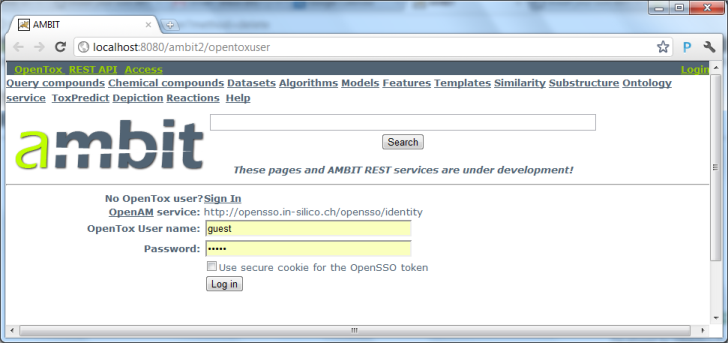 AMBIT
localhost:8080/ambit2/opentoxuser
OpenTox REST API Access Login
Query compounds Chemical compounds Datasets Algorithms Models Features Templates Similarity Substructure Ontology
service ToxPredict Depiction Reactions Help
ambit
Search
These pages and AMBIT REST services are under development!
No OpenTox user? Sign In
OpenAM service: http://opensso.in-silico.ch/opensso/identity
OpenTox User name: guest
Password: •••••
Use secure cookie for the OpenSSO token
Log in